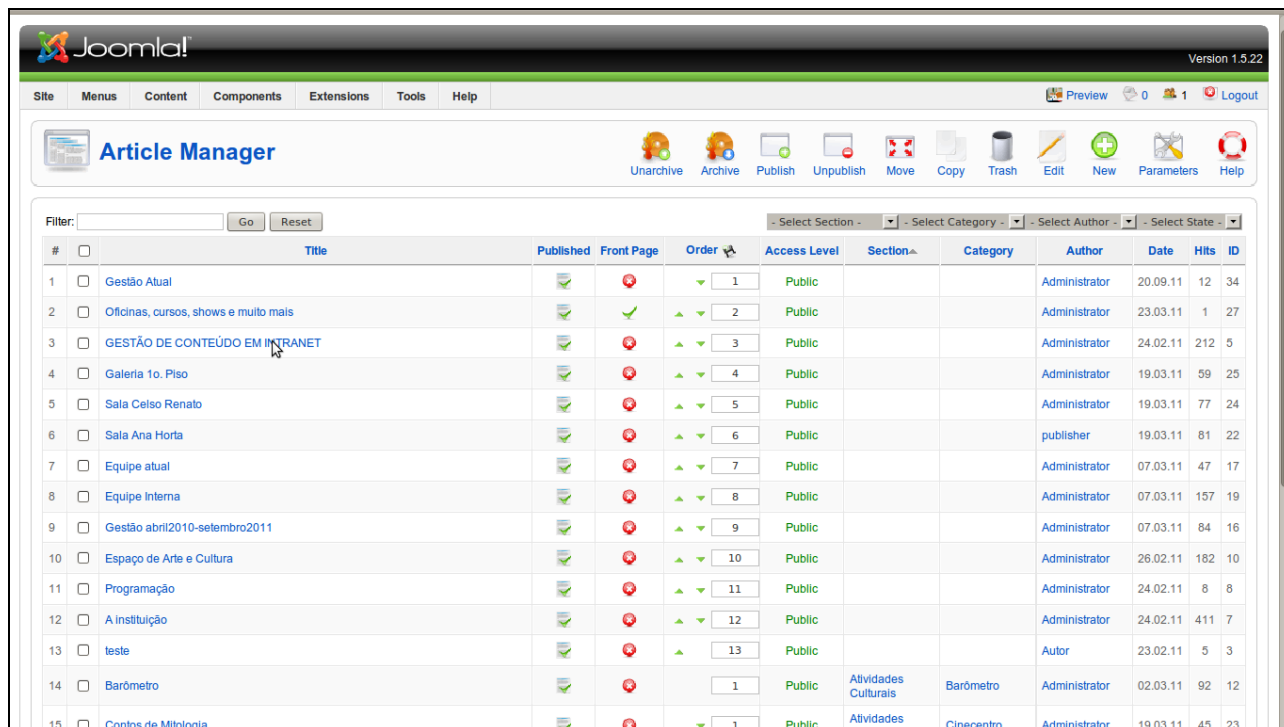 Joomla!
Version 1.5.22
Site Menus Content Components Extensions Tools Help Preview 0 1 Logout
Article Manager
Unarchive Archive Publish Unpublish Move Copy Trash Edit New Parameters Help
Filter: Go Reset - Select Section - - Select Category - - Select Author - - Select State -
# Title Published Front Page Order Access Level Section Category Author Date Hits ID
1 Gestão Atual 1 Public Administrator 20.09.11 12 34
2 Oficinas, cursos, shows e muito mais 2 Public Administrator 23.03.11 1 27
3 GESTÃO DE CONTEÚDO EM INTRANET 3 Public Administrator 24.02.11 212 5
4 Galeria 1o. Piso 4 Public Administrator 19.03.11 59 25
5 Sala Celso Renato 5 Public Administrator 19.03.11 77 24
6 Sala Ana Horta 6 Public publisher 19.03.11 81 22
7 Equipe atual 7 Public Administrator 07.03.11 47 17
8 Equipe Interna 8 Public Administrator 07.03.11 157 19
9 Gestão abril2010-setembro2011 9 Public Administrator 07.03.11 84 16
10 Espaço de Arte e Cultura 10 Public Administrator 26.02.11 182 10
11 Programação 11 Public Administrator 24.02.11 8 8
12 A instituição 12 Public Administrator 24.02.11 411 7
13 teste 13 Public Autor 23.02.11 5 3
14 Barômetro 1 Public Atividades Culturais Barômetro Administrator 02.03.11 92 12
15 Contos de Mitologia 1 Public Atividades Cinecentro Administrator 19.03.11 45 23